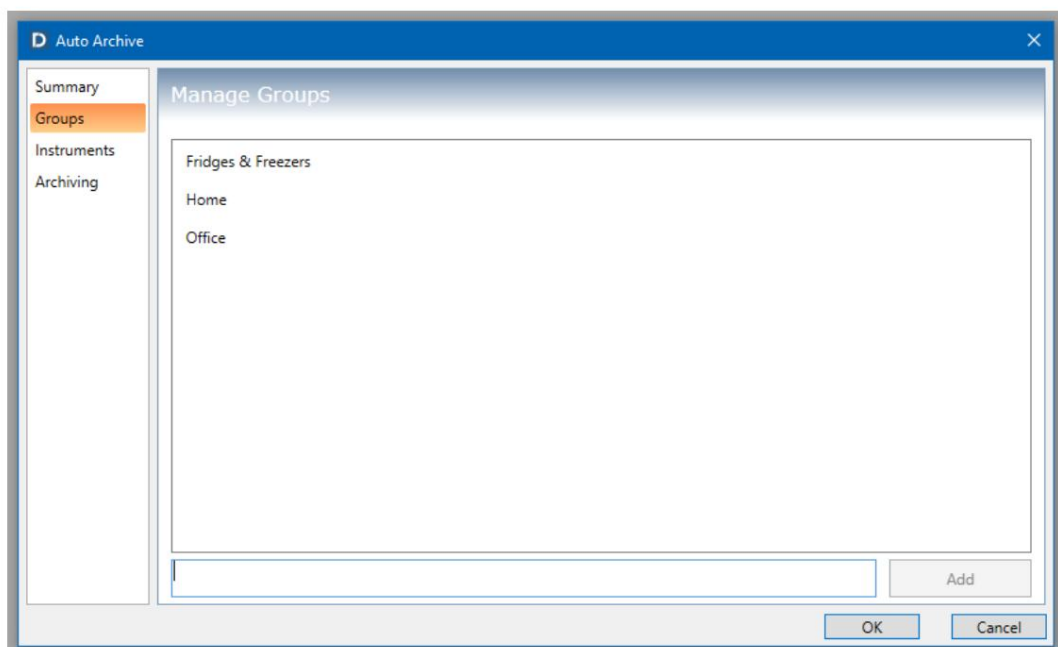 D Auto Archive
Summary
Groups
Instruments
Archiving
Manage Groups
Fridges & Freezers
Home
Office
Add
OK
Cancel